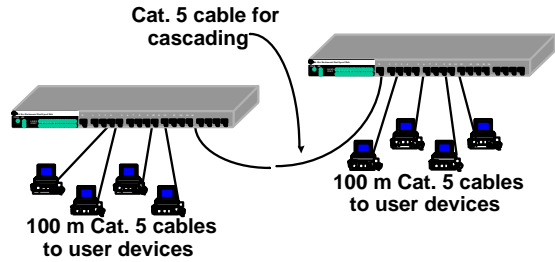 Cat. 5 cable for
cascading
100 m Cat. 5 cables
to user devices
100 m Cat. 5 cables
to user devices